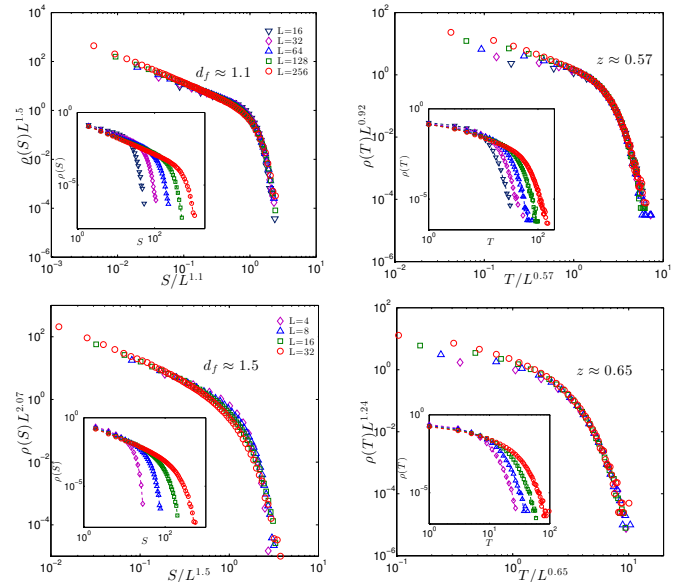 10^6
10^4
10^2
10^0
10^-2
10^-4
10^-6
ϱ(S)L^1.5
d_f ≈ 1.1
L=16
L=32
L=64
L=128
L=256
10^0
10^-5
ρ(S)
10^0
10^2
S
10^-3
10^-2
10^-1
10^0
10^1
S/L^1.1
10^2
10^0
10^-2
10^-4
10^-6
ρ(T)L^0.92
z ≈ 0.57
10^0
10^-5
ρ(T)
10^0
10^2
T
10^-2
10^0
T/L^0.57
10^2
10^0
10^-2
10^-4
ρ(S)L^2.07
d_f ≈ 1.5
L=4
L=8
L=16
L=32
10^0
10^-5
ρ(S)
10^0
10^2
S
10^-2
10^-1
10^0
10^1
S/L^1.5
10^2
10^1
10^0
10^-1
10^-2
10^-3
10^-4
10^-5
10^-6
ρ(T)L^1.24
z ≈ 0.65
10^0
10^-5
ρ(T)
10^0
10^1
10^2
T
10^-1
10^0
10^1
T/L^0.65